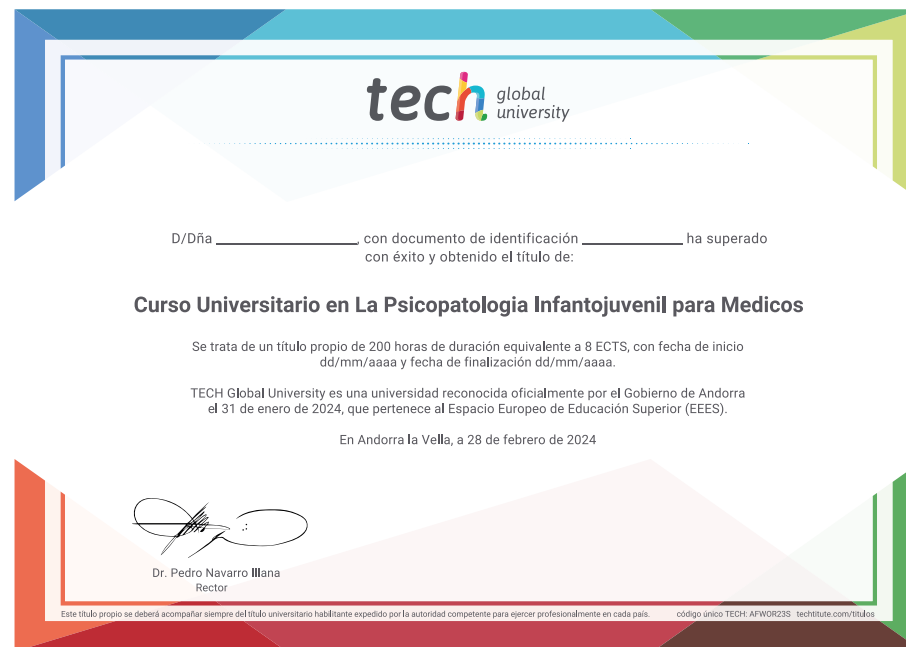 tech global university
D/Dña ____________, con documento de identificación ____________ ha superado
con éxito y obtenido el título de:
Curso Universitario en La Psicopatologia Infantojuvenil para Medicos
Se trata de un título propio de 200 horas de duración equivalente a 8 ECTS, con fecha de inicio
dd/mm/aaaa y fecha de finalización dd/mm/aaaa.
TECH Global University es una universidad reconocida oficialmente por el Gobierno de Andorra
el 31 de enero de 2024, que pertenece al Espacio Europeo de Educación Superior (EEES).
En Andorra la Vella, a 28 de febrero de 2024
Dr. Pedro Navarro Illana
Rector
Este título propio se deberá acompañar siempre del título universitario habilitante expedido por la autoridad competente para ejercer profesionalmente en cada país. código único TECH: AFWOR23S techtitute.com/titulos